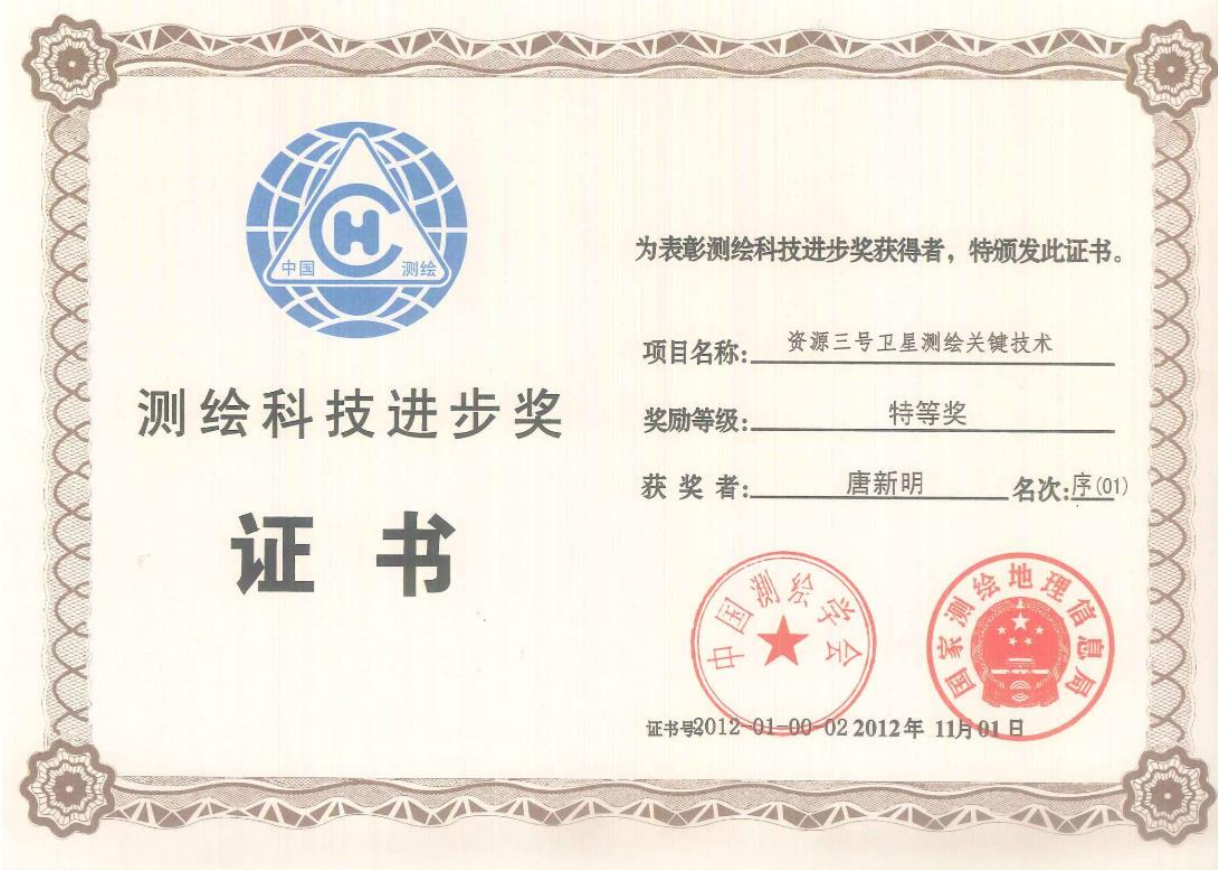 中国 测绘
CH
测绘科技进步奖
证书
为表彰测绘科技进步奖获得者，特颁发此证书。
项目名称: 资源三号卫星测绘关键技术
奖励等级: 特等奖
获奖者: 唐新明 名次:序(01)
中国测绘学会
国家测绘地理信息局
证书号2012-01-00-02 2012年 11月01日